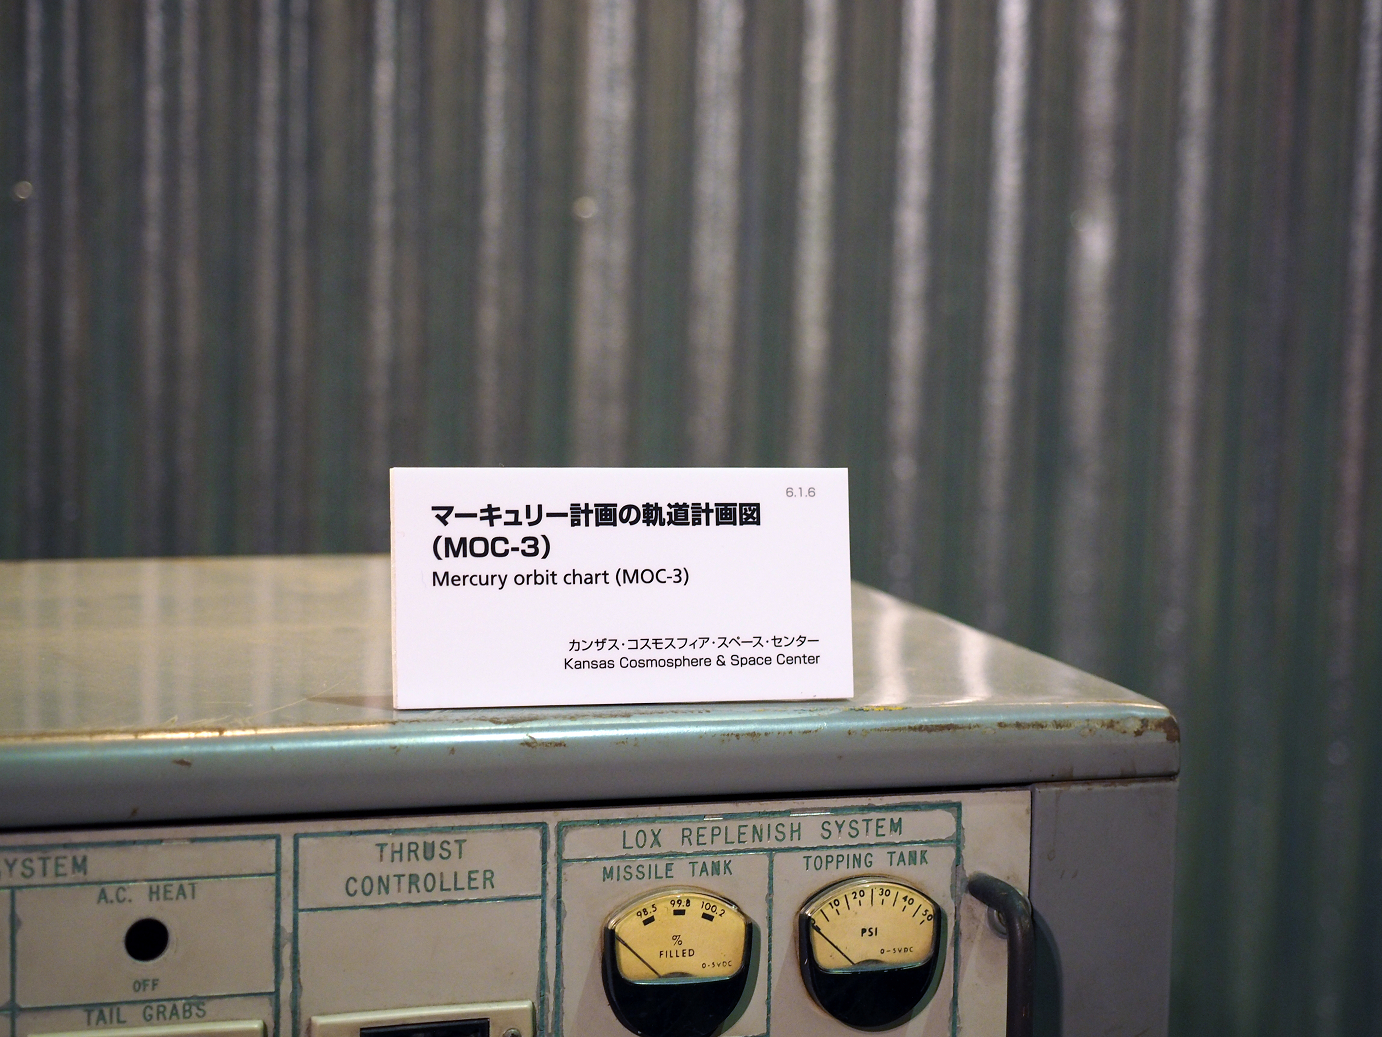 6.1.6
マーキュリー計画の軌道計画図
（MOC-3）
Mercury orbit chart (MOC-3)
カンザス・コスモスフィア・スペース・センター
Kansas Cosmosphere & Space Center
YSTEM
A.C. HEAT
OFF
TAIL GRABS
THRUST
CONTROLLER
LOX REPLENISH SYSTEM
MISSILE TANK
98.5 99.8 100.2
%
FILLED
0-5VDC
TOPPING TANK
0 10 20 30 40 50
PSI
0-5VDC